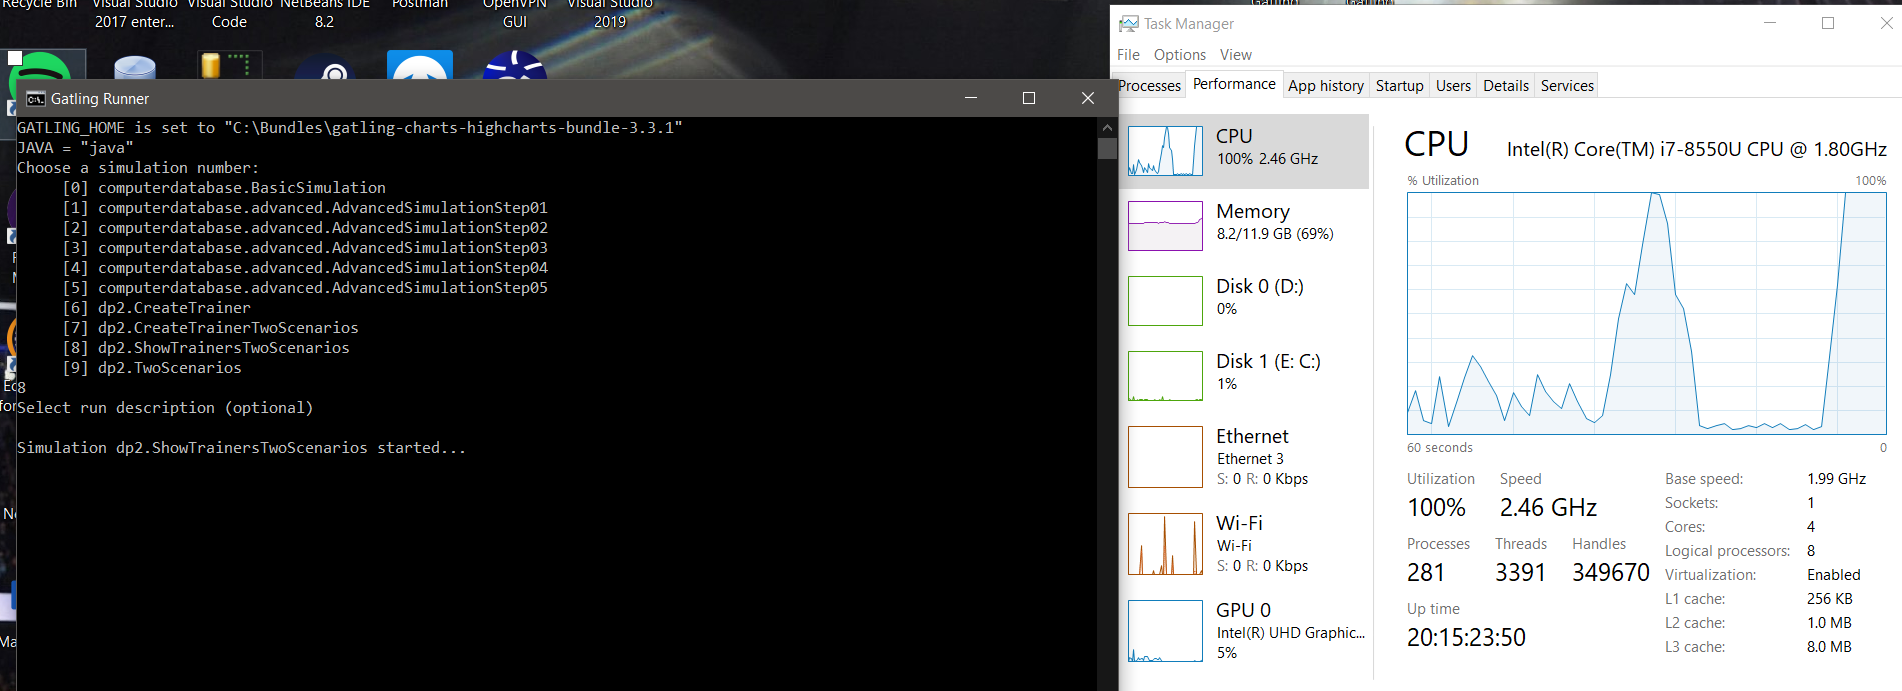 Recycle Bin
Visual Studio
2017 enter...
Visual Studio
Code
NetBeans IDE
8.2
Postman
OpenVPN
GUI
Visual Studio
2019
Gatling Runner
GATLING_HOME is set to "C:\Bundles\gatling-charts-highcharts-bundle-3.3.1"
JAVA = "java"
Choose a simulation number:
[0] computerdatabase.BasicSimulation
[1] computerdatabase.advanced.AdvancedSimulationStep01
[2] computerdatabase.advanced.AdvancedSimulationStep02
[3] computerdatabase.advanced.AdvancedSimulationStep03
[4] computerdatabase.advanced.AdvancedSimulationStep04
[5] computerdatabase.advanced.AdvancedSimulationStep05
[6] dp2.CreateTrainer
[7] dp2.CreateTrainerTwoScenarios
[8] dp2.ShowTrainersTwoScenarios
[9] dp2.TwoScenarios
8
Select run description (optional)
Simulation dp2.ShowTrainersTwoScenarios started...
Task Manager
File Options View
Processes Performance App history Startup Users Details Services
CPU
100% 2.46 GHz
Memory
8.2/11.9 GB (69%)
Disk 0 (D:)
0%
Disk 1 (E: C:)
1%
Ethernet
Ethernet 3
S: 0 R: 0 Kbps
Wi-Fi
Wi-Fi
S: 0 R: 0 Kbps
GPU 0
Intel(R) UHD Graphic...
5%
CPU Intel(R) Core(TM) i7-8550U CPU @ 1.80GHz
% Utilization 100%
60 seconds 0
Utilization Speed
100% 2.46 GHz
Processes Threads Handles
281 3391 349670
Up time
20:15:23:50
Base speed: 1.99 GHz
Sockets: 1
Cores: 4
Logical processors: 8
Virtualization: Enabled
L1 cache: 256 KB
L2 cache: 1.0 MB
L3 cache: 8.0 MB